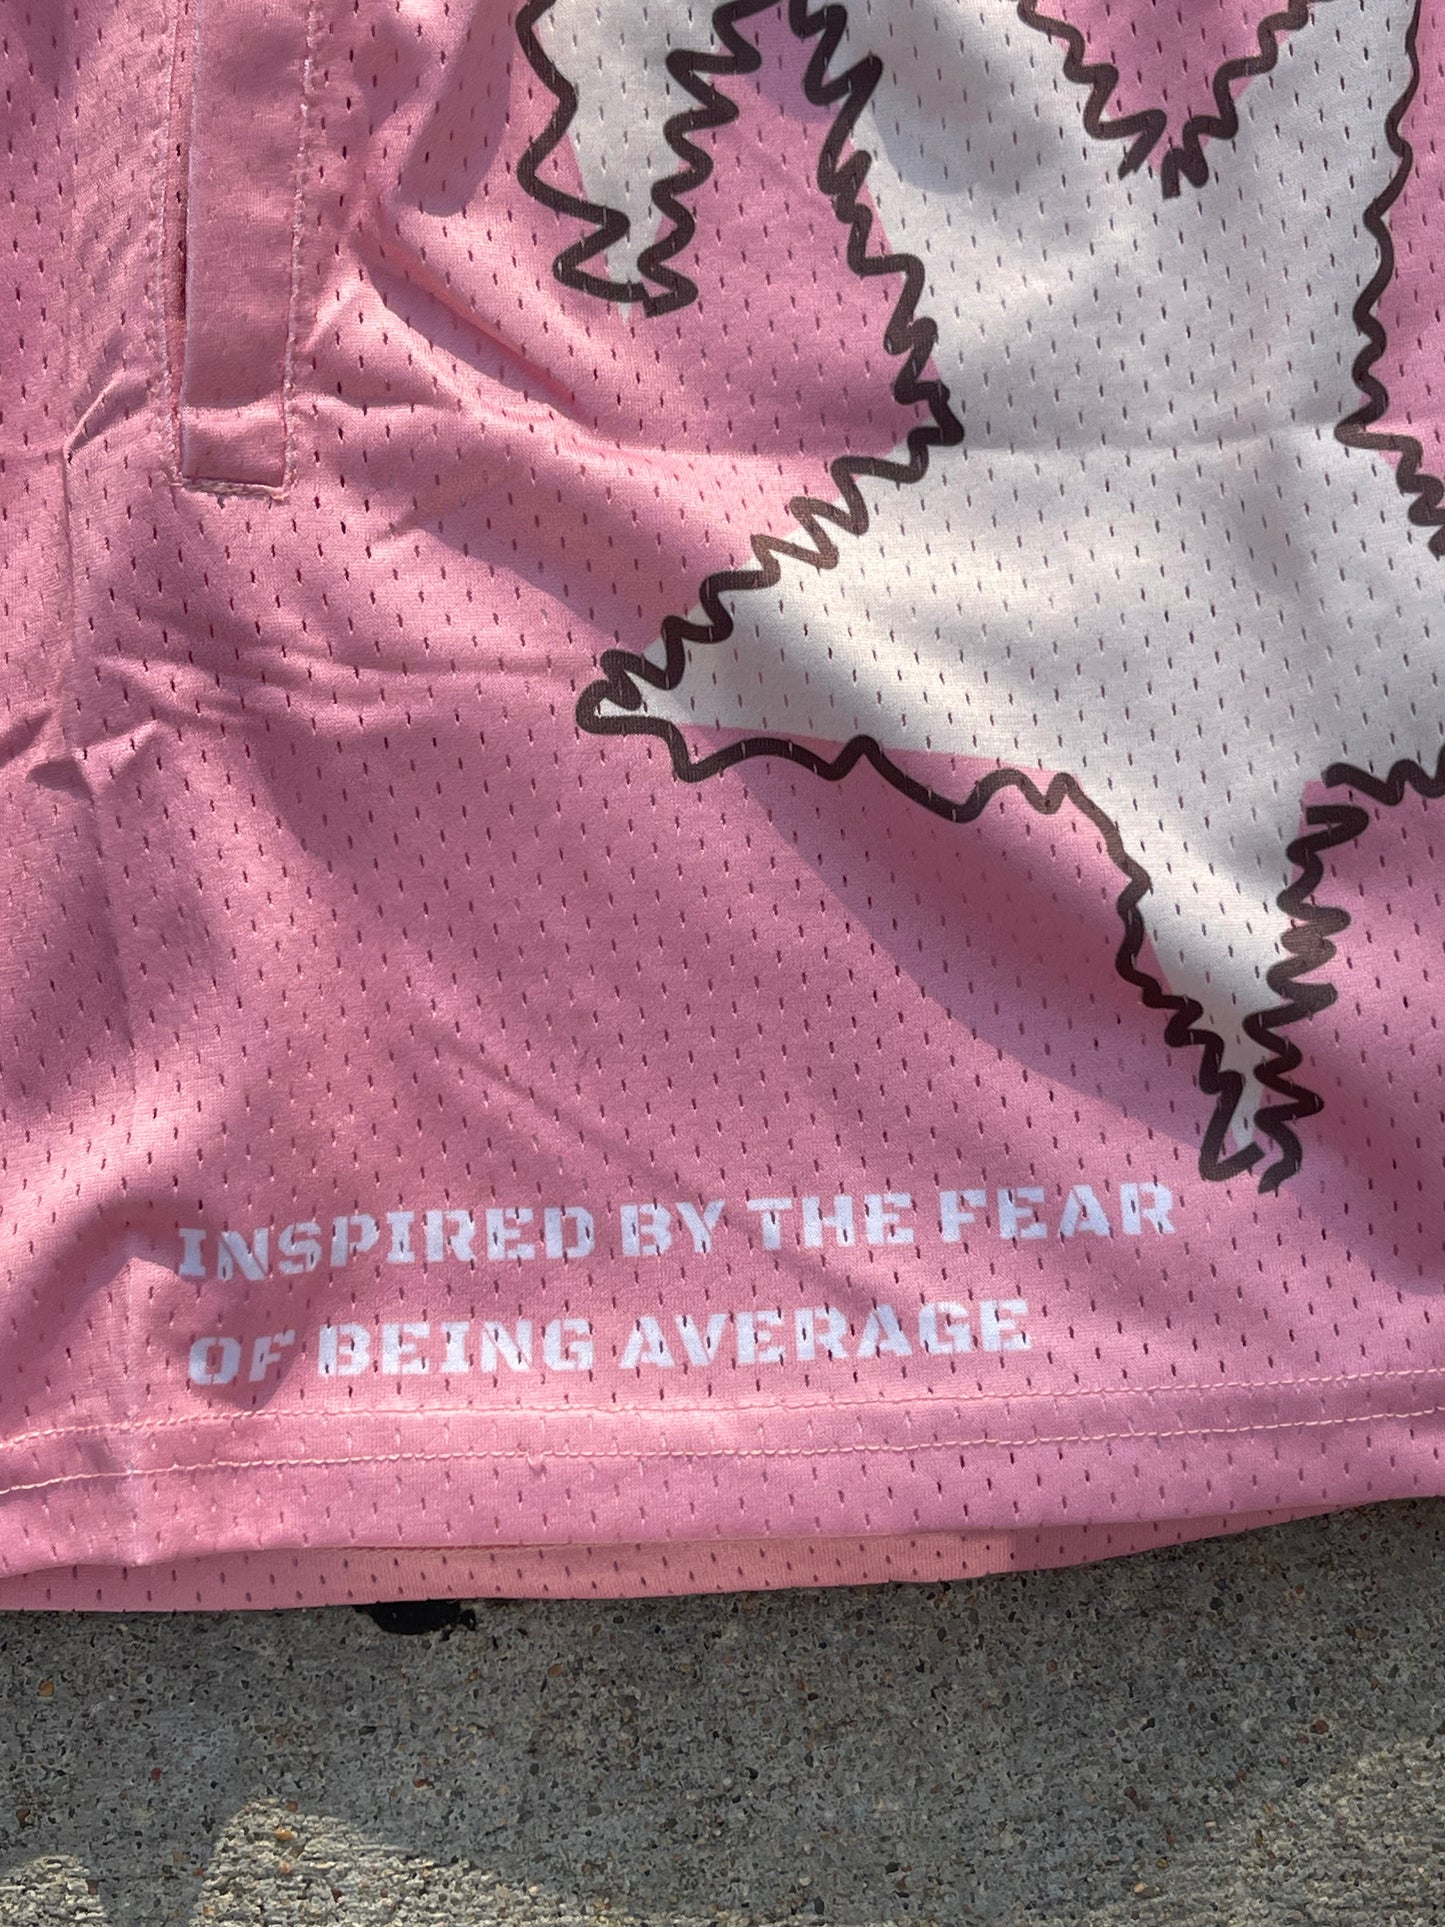 INSPIRED BY THE FEAR
OF BEING AVERAGE